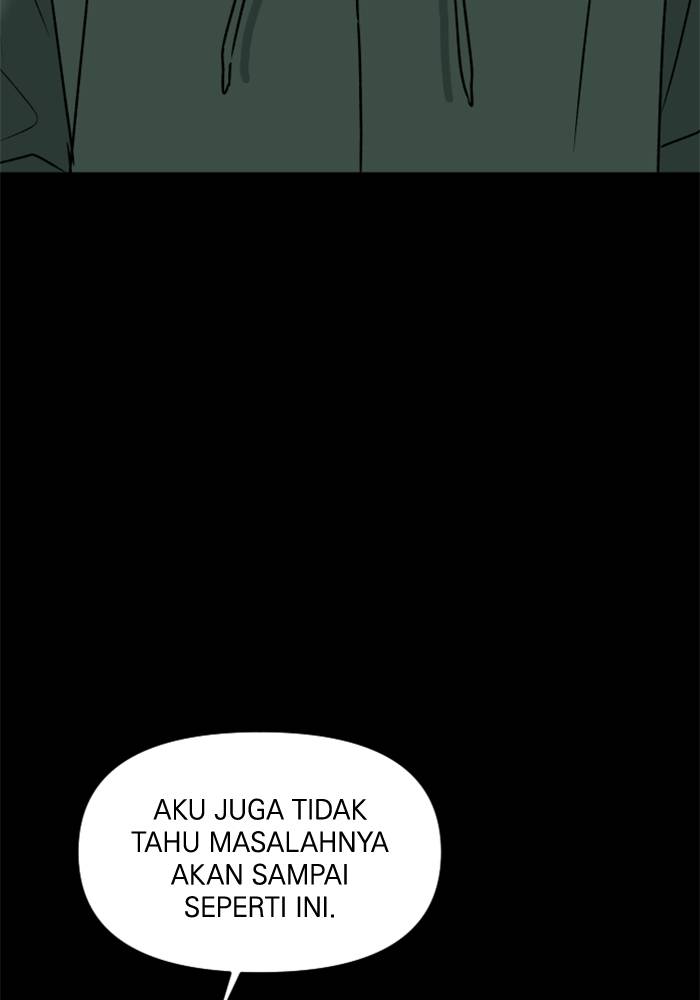 AKU JUGA TIDAK
TAHU MASALAHNYA
AKAN SAMPAI
SEPERTI INI.